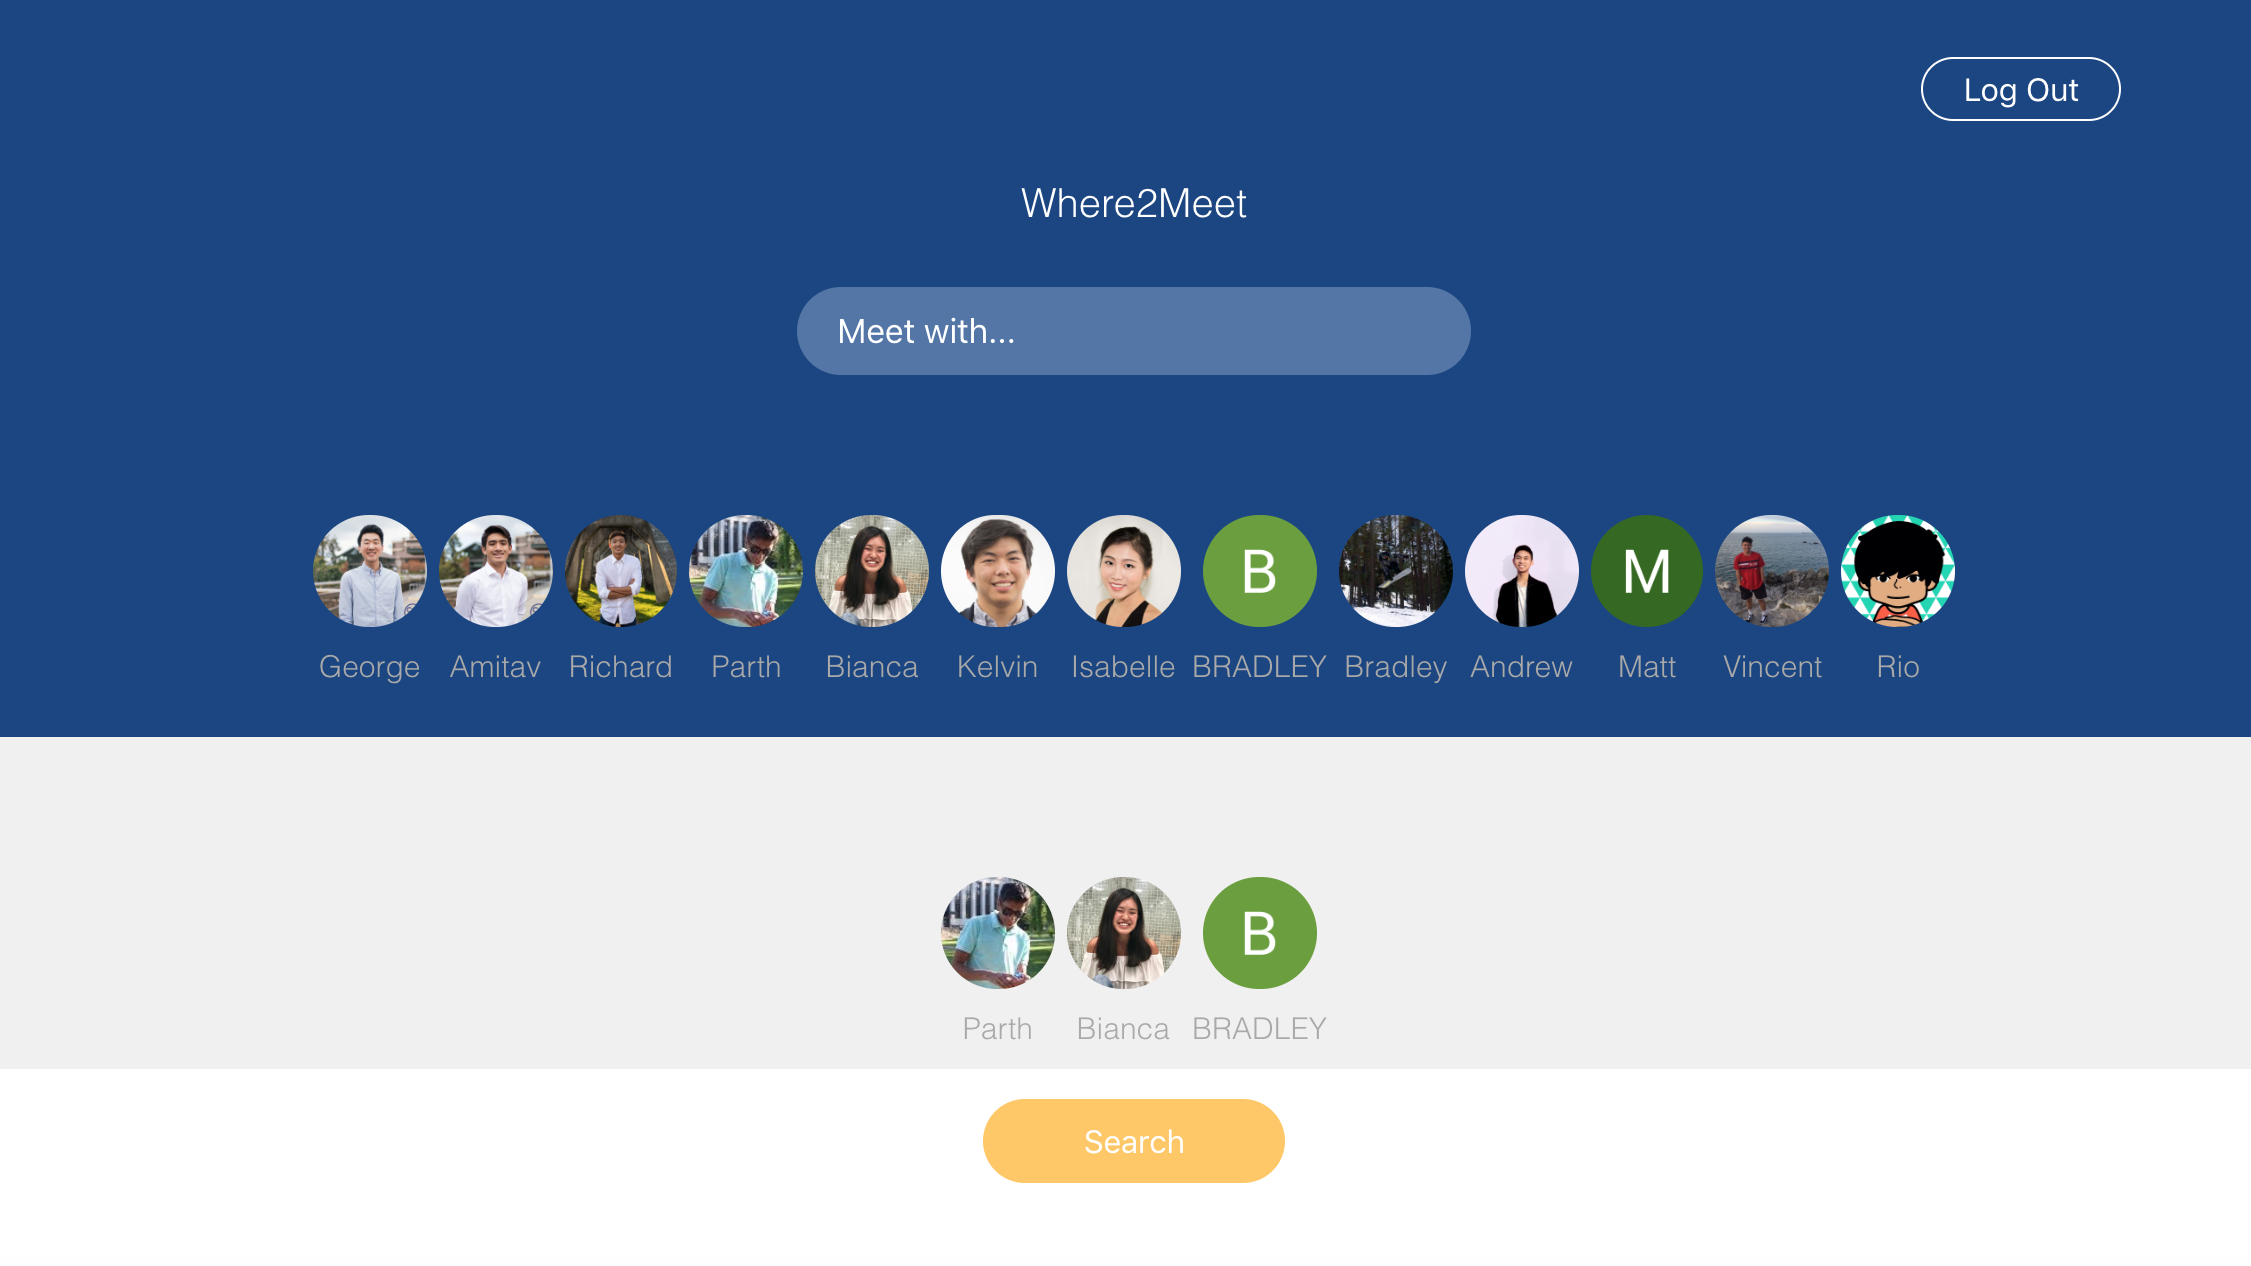 Log Out
Where2Meet
Meet with...
B M
George Amitav Richard Parth Bianca Kelvin Isabelle BRADLEY Bradley Andrew Matt Vincent Rio
B
Parth Bianca BRADLEY
Search